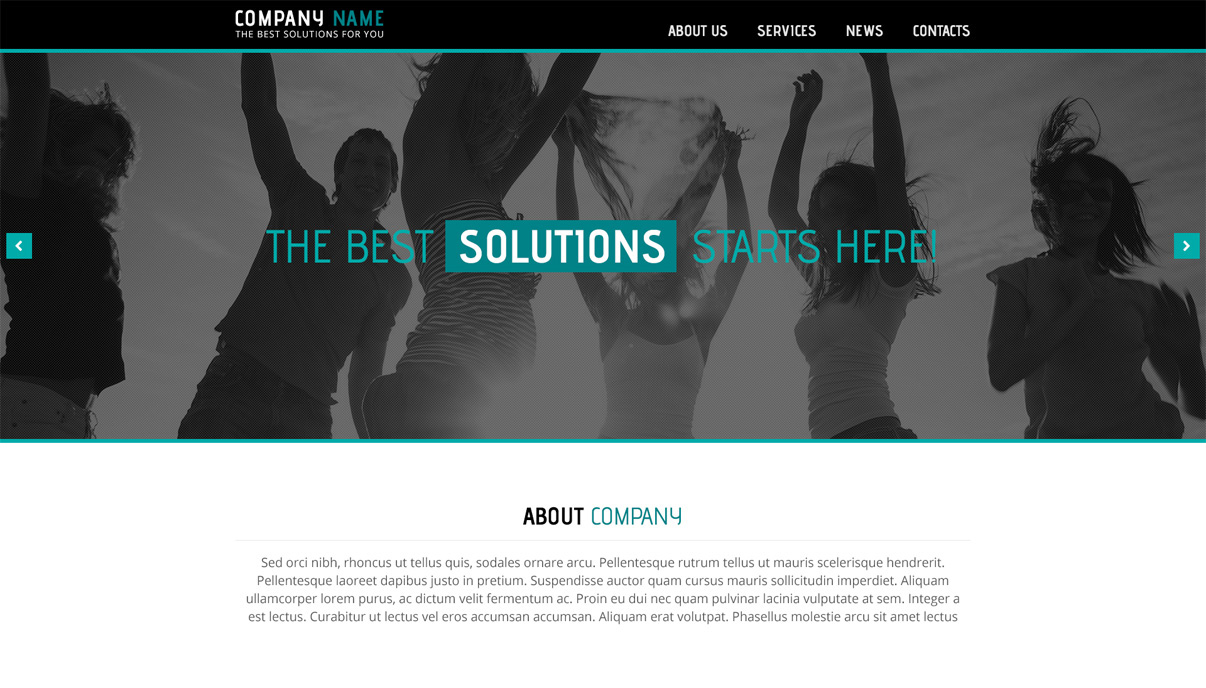 COMPANY NAME
THE BEST SOLUTIONS FOR YOU
ABOUT US SERVICES NEWS CONTACTS
THE BEST SOLUTIONS STARTS HERE!
ABOUT COMPANY
Sed orci nibh, rhoncus ut tellus quis, sodales ornare arcu. Pellentesque rutrum tellus ut mauris scelerisque hendrerit.
Pellentesque laoreet dapibus justo in pretium. Suspendisse auctor quam cursus mauris sollicitudin imperdiet. Aliquam
ullamcorper lorem purus, ac dictum velit fermentum ac. Proin eu dui nec quam pulvinar lacinia vulputate at sem. Integer a
est lectus. Curabitur ut lectus vel eros accumsan accumsan. Aliquam erat volutpat. Phasellus molestie arcu sit amet lectus